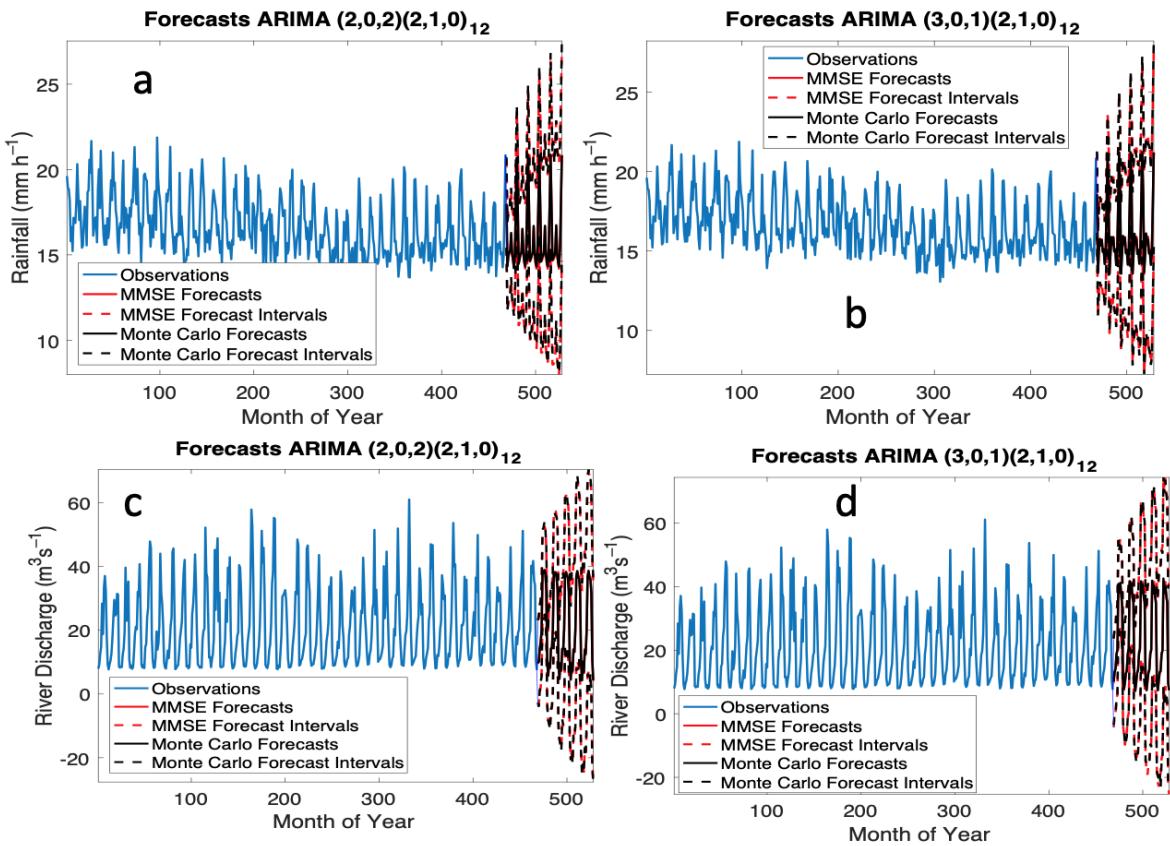 Forecasts ARIMA (2,0,2)(2,1,0)12
a
25
20
15
10
Rainfall (mm h−1)
Observations
MMSE Forecasts
MMSE Forecast Intervals
Monte Carlo Forecasts
Monte Carlo Forecast Intervals
100 200 300 400 500
Month of Year
Forecasts ARIMA (3,0,1)(2,1,0)12
25
20
15
10
Rainfall (mm h−1)
Observations
MMSE Forecasts
MMSE Forecast Intervals
Monte Carlo Forecasts
Monte Carlo Forecast Intervals
b
100 200 300 400 500
Month of Year
Forecasts ARIMA (2,0,2)(2,1,0)12
c
60
40
20
0
-20
River Discharge (m3s−1)
Observations
MMSE Forecasts
MMSE Forecast Intervals
Monte Carlo Forecasts
Monte Carlo Forecast Intervals
100 200 300 400 500
Month of Year
Forecasts ARIMA (3,0,1)(2,1,0)12
d
60
40
20
0
-20
River Discharge (m3s−1)
Observations
MMSE Forecasts
MMSE Forecast Intervals
Monte Carlo Forecasts
Monte Carlo Forecast Intervals
100 200 300 400 500
Month of Year